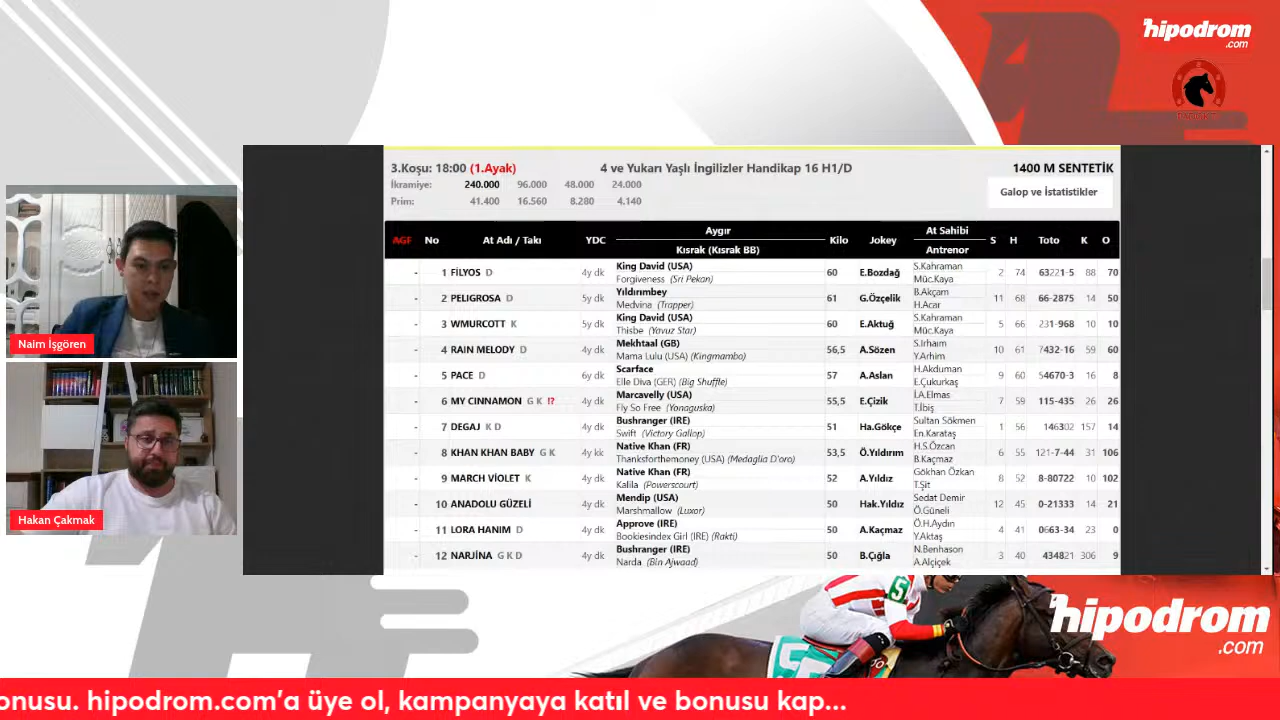 hipodrom
.com
3.Koşu: 18:00 (1.Ayak) 4 ve Yukarı Yaşlı İngilizler Handikap 16 H1/D 1400 M SENTETİK
İkramiye: 240.000 96.000 48.000 24.000
Prim: 41.400 16.560 8.280 4.140
Galop ve İstatistikler
AGF No At Adı / Takı YDC Aygır Kilo Jokey At Sahibi S H Toto K O
Kısrak (Kısrak BB) Antrenor
- 1 FİLYOS D 4y dk King David (USA) 60 E.Bozdağ S.Kahraman 2 74 63221-5 88 70
Forgiveness (Sri Pekan) Müc.Kaya
- 2 PELIGROSA D 5y dk Yıldırımbey 61 G.Özçelik B.Akçam 11 68 66-2875 14 50
Medvina (Trapper) H.Acar
- 3 WMURCOTT K 5y dk King David (USA) 60 E.Aktuğ S.Kahraman 5 66 231-968 10 10
Thisbe (Yavuz Star) Müc.Kaya
- 4 RAIN MELODY D 4y dk Mekhtaal (GB) 56,5 A.Sözen S.Irhaim 10 61 7432-16 59 60
Mama Lulu (USA) (Kingmambo) Y.Arhim
- 5 PACE D 6y dk Scarface 57 A.Aslan H.Akduman 9 60 54670-3 16 8
Elle Diva (GER) (Big Shuffle) E.Çukurkaş
- 6 MY CINNAMON G K !? 4y dk Marcavelly (USA) 55,5 E.Çizik İ.A.Elmas 7 59 115-435 26 26
Fly So Free (Yonaguska) T.İbiş
- 7 DEGAJ K D 4y dk Bushranger (IRE) 51 Ha.Gökçe Sultan Sökmen 1 56 146302 157 14
Swift (Victory Gallop) En.Karataş
- 8 KHAN KHAN BABY G K 4y kk Native Khan (FR) 53,5 Ö.Yıldırım H.S.Özcan 6 55 121-7-44 31 106
Thanksforthemoney (USA) (Medaglia D'oro) B.Kaçmaz
- 9 MARCH VİOLET K 4y dk Native Khan (FR) 52 A.Yıldız Gökhan Özkan 8 52 8-80722 10 102
Kalila (Powerscourt) T.Şit
- 10 ANADOLU GÜZELİ 4y dk Mendip (USA) 50 Hak.Yıldız Sedat Demir 12 45 0-21333 14 21
Marshmallow (Luxor) Ö.Güneli
- 11 LORA HANIM D 4y dk Approve (IRE) 50 A.Kaçmaz Ö.H.Aydın 4 41 0663-34 23 0
Bookiesindex Girl (IRE) (Rakti) Y.Aktaş
- 12 NARJİNA G K D 4y dk Bushranger (IRE) 50 B.Çığla N.Benhason 3 40 434821 306 9
Narda (Bin Ajwaad) A.Alçiçek
Naim İşgören
Hakan Çakmak
5
hipodrom
.com
onusu. hipodrom.com'a üye ol, kampanyaya katıl ve bonusu kap...